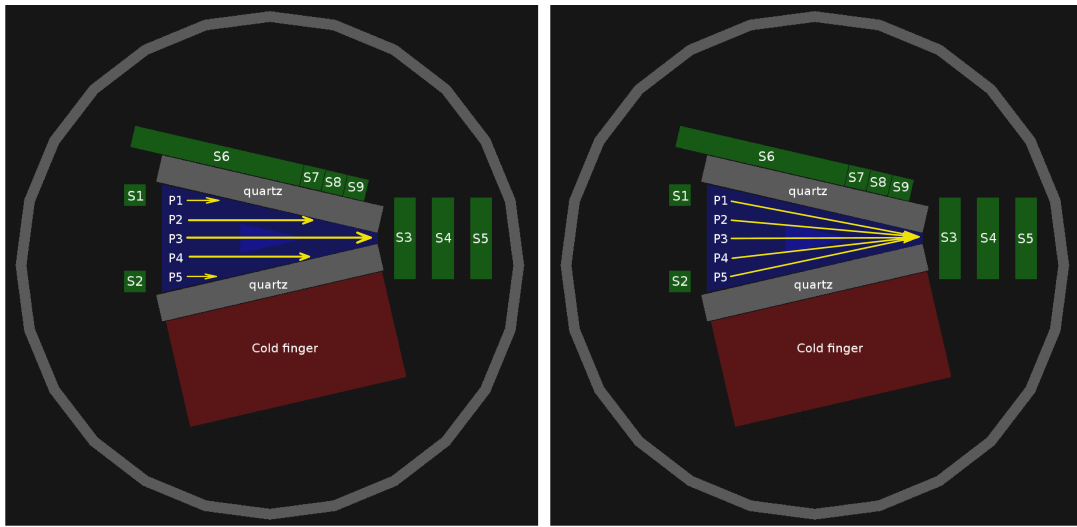 S6
S7
S8
S9
quartz
S1
P1
P2
P3
P4
P5
S2
S3
S4
S5
quartz
Cold finger
S6
S7
S8
S9
quartz
S1
P1
P2
P3
P4
P5
S2
S3
S4
S5
quartz
Cold finger